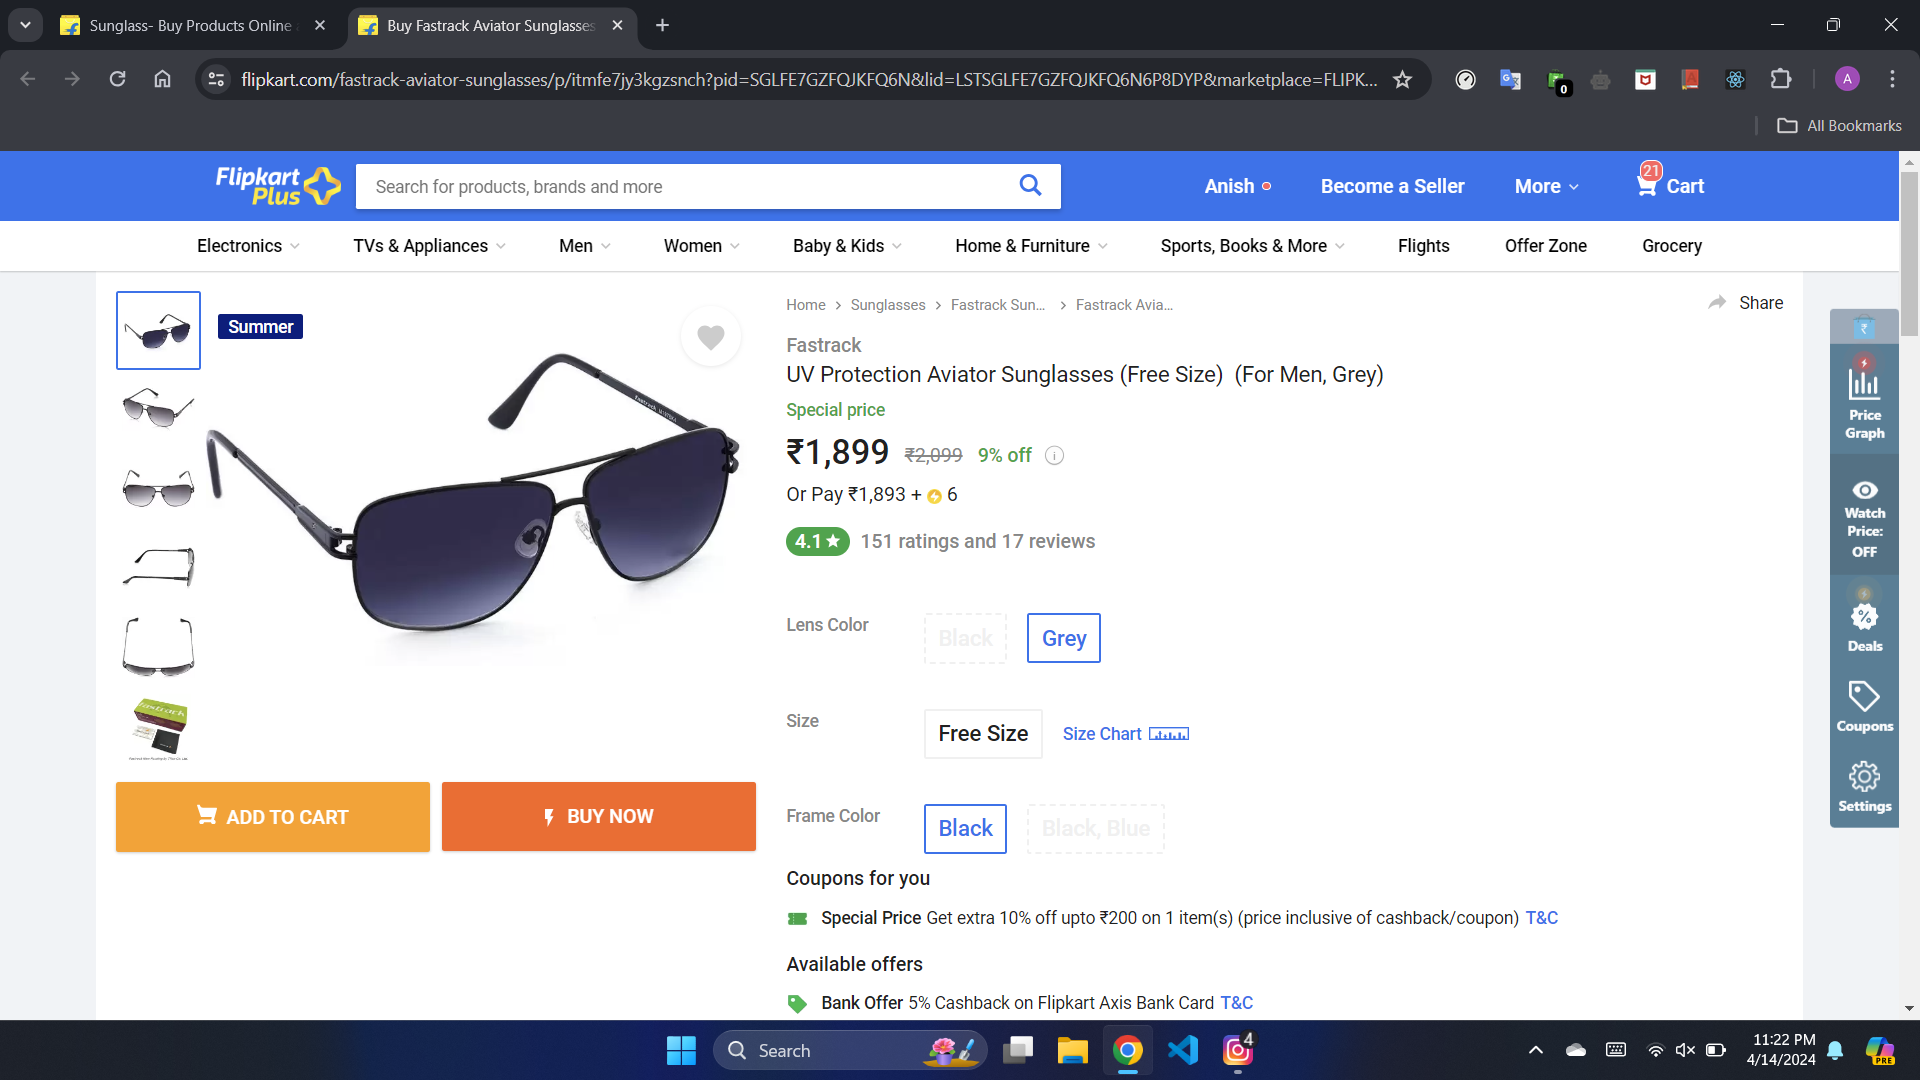 Sunglass- Buy Products Online
Buy Fastrack Aviator Sunglasses
flipkart.com/fastrack-aviator-sunglasses/p/itmfe7jy3kgzsnch?pid=SGLFE7GZFQJKFQ6N&lid=LSTSGLFE7GZFQJKFQ6N6P8DYP&marketplace=FLIPK...
0
A
All Bookmarks
Flipkart
Plus
Search for products, brands and more
Anish
Become a Seller
More
21
Cart
Electronics
TVs & Appliances
Men
Women
Baby & Kids
Home & Furniture
Sports, Books & More
Flights
Offer Zone
Grocery
Summer
Home
Sunglasses
Fastrack Sun...
Fastrack Avia...
Share
Fastrack
UV Protection Aviator Sunglasses (Free Size) (For Men, Grey)
Special price
₹1,899 ₹2,099 9% off
Or Pay ₹1,893 + 6
4.1 ★ 151 ratings and 17 reviews
Lens Color
Black
Grey
Size
Free Size
Size Chart
Frame Color
Black
Black, Blue
fastrack
ADD TO CART
BUY NOW
Coupons for you
Special Price Get extra 10% off upto ₹200 on 1 item(s) (price inclusive of cashback/coupon) T&C
Available offers
Bank Offer 5% Cashback on Flipkart Axis Bank Card T&C
₹
Price
Graph
Watch
Price:
OFF
Deals
Coupons
Settings
Search
4
11:22 PM
4/14/2024
PRE